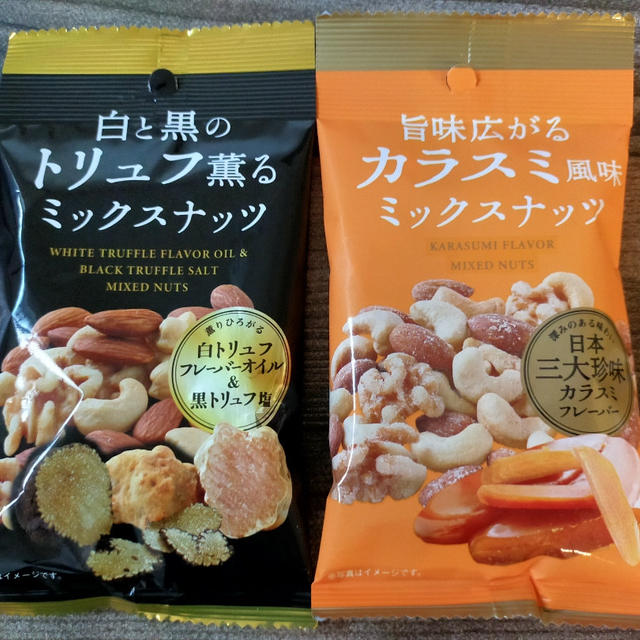 白と黒の
トリュフ薫る
ミックスナッツ
WHITE TRUFFLE FLAVOR OIL &
BLACK TRUFFLE SALT
MIXED NUTS
薫りひろがる
白トリュフ
フレーバーオイル
&
黒トリュフ塩
はイメージです。
旨味広がる
カラスミ風味
ミックスナッツ
KARASUMI FLAVOR
MIXED NUTS
深みのある味わい
日本
三大珍味
カラスミ
フレーバー
※写真はイメージです。